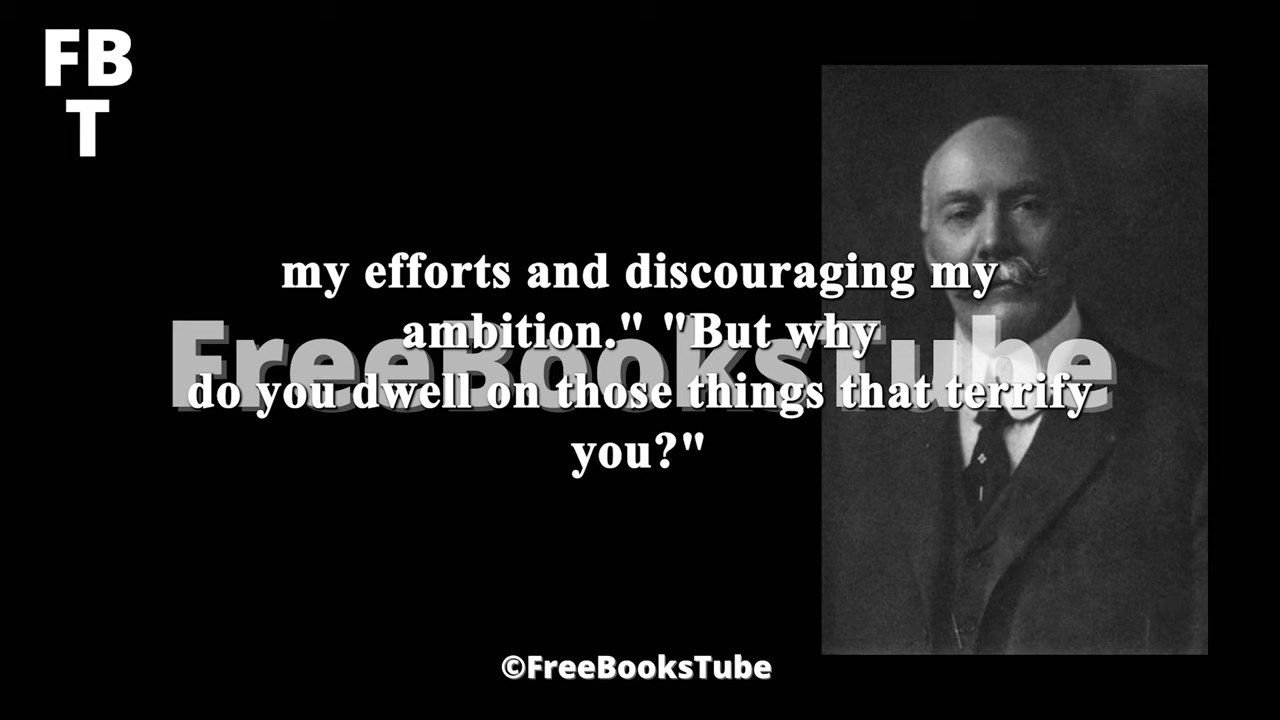 FB
T
my efforts and discouraging my
ambition." "But why
FreeBooksTube
do you dwell on those things that terrify
you?"
©FreeBooksTube